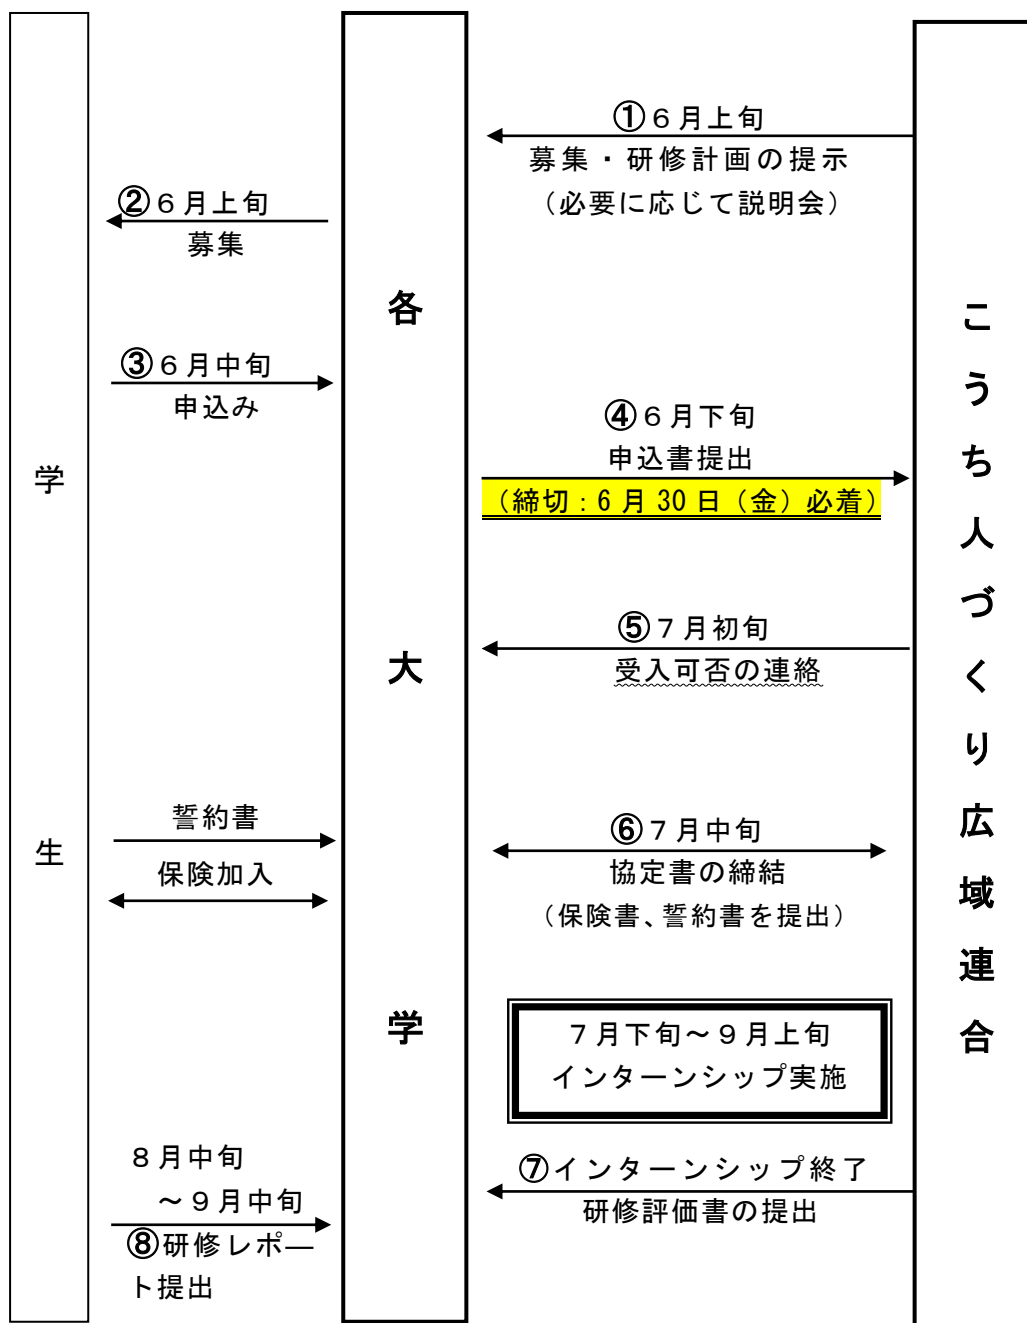 ①６月上旬
募集・研修計画の提示
（必要に応じて説明会）
②６月上旬
募集
③６月中旬
申込み
④６月下旬
申込書提出
（締切：6月30日（金）必着）
⑤７月初旬
受入可否の連絡
誓約書
保険加入
⑥７月中旬
協定書の締結
（保険書、誓約書を提出）
７月下旬～９月上旬
インターンシップ実施
⑦インターンシップ終了
研修評価書の提出
８月中旬
～９月中旬
⑧研修レポ―
ト提出
学生
各大学
こうち人づくり広域連合